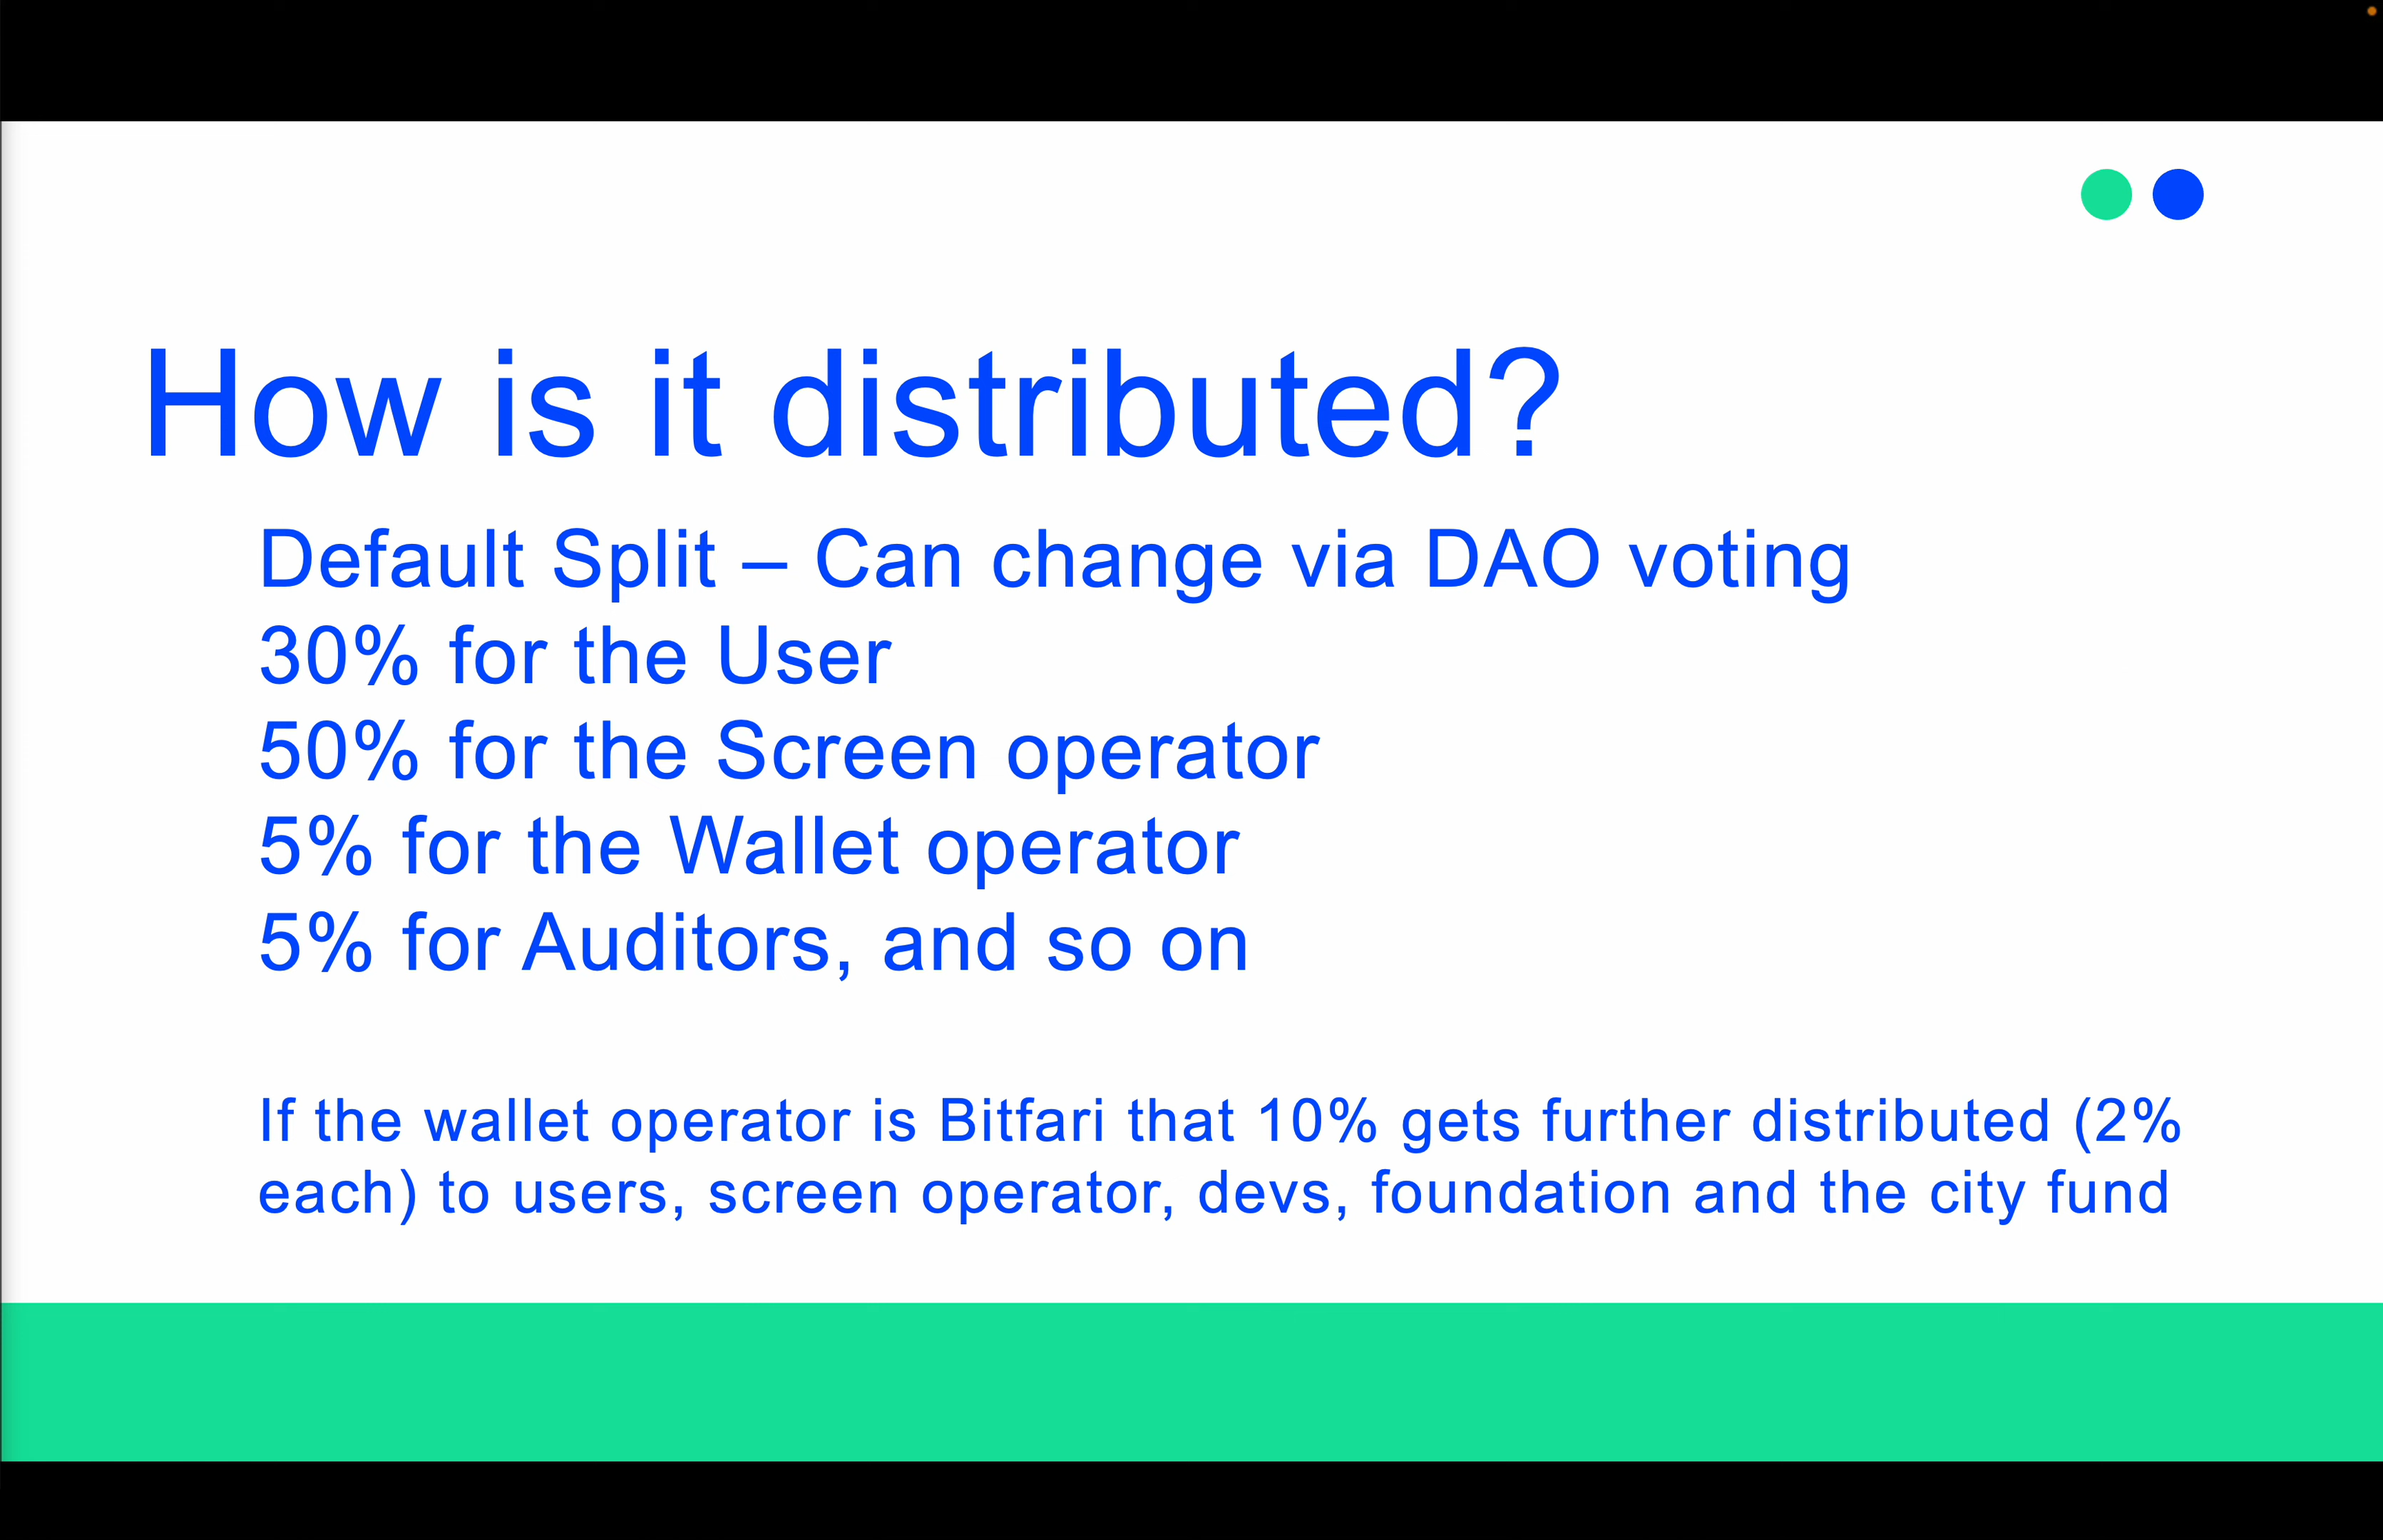 How is it distributed?
Default Split – Can change via DAO voting
30% for the User
50% for the Screen operator
5% for the Wallet operator
5% for Auditors, and so on
If the wallet operator is Bitfari that 10% gets further distributed (2%
each) to users, screen operator, devs, foundation and the city fund